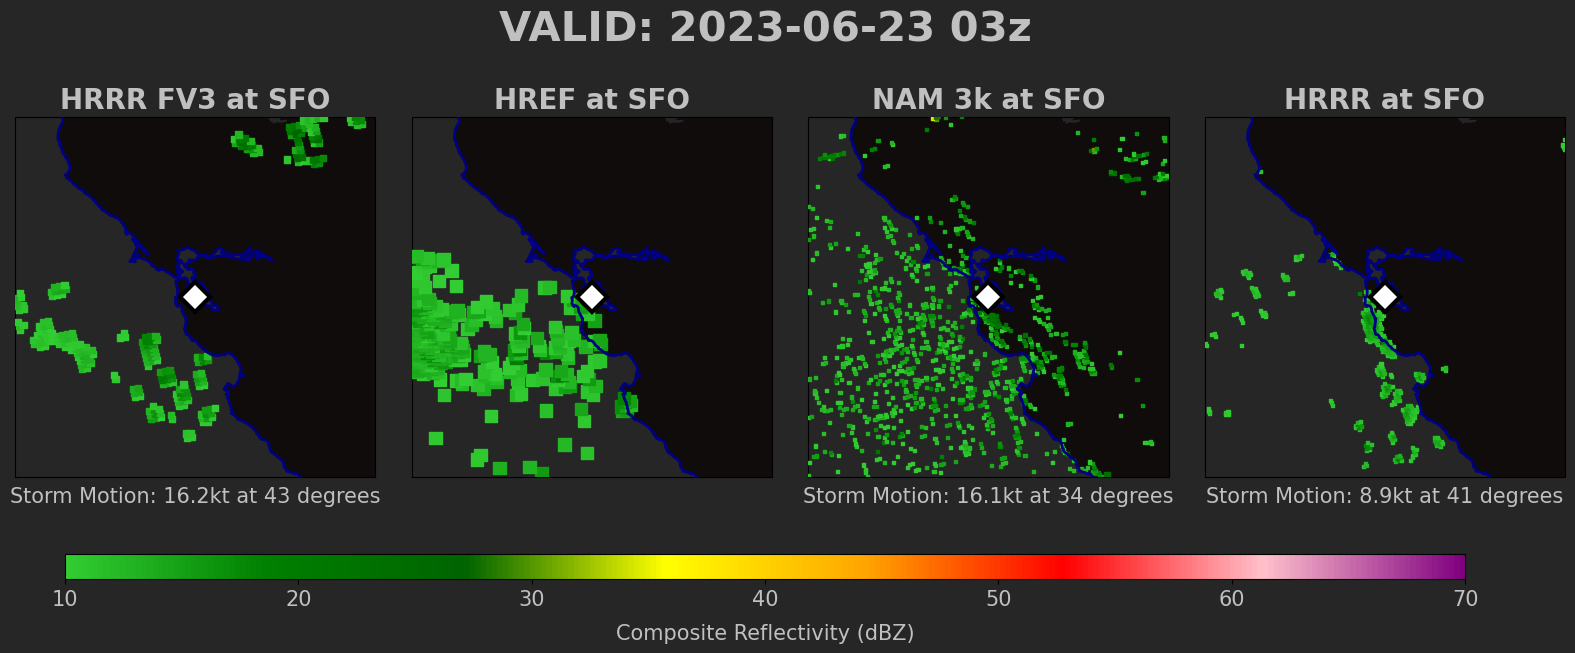 VALID: 2023-06-23 03z
HRRR FV3 at SFO
HREF at SFO
NAM 3k at SFO
HRRR at SFO
Storm Motion: 16.2kt at 43 degrees
Storm Motion: 16.1kt at 34 degrees
Storm Motion: 8.9kt at 41 degrees
10 20 30 40 50 60 70
Composite Reflectivity (dBZ)